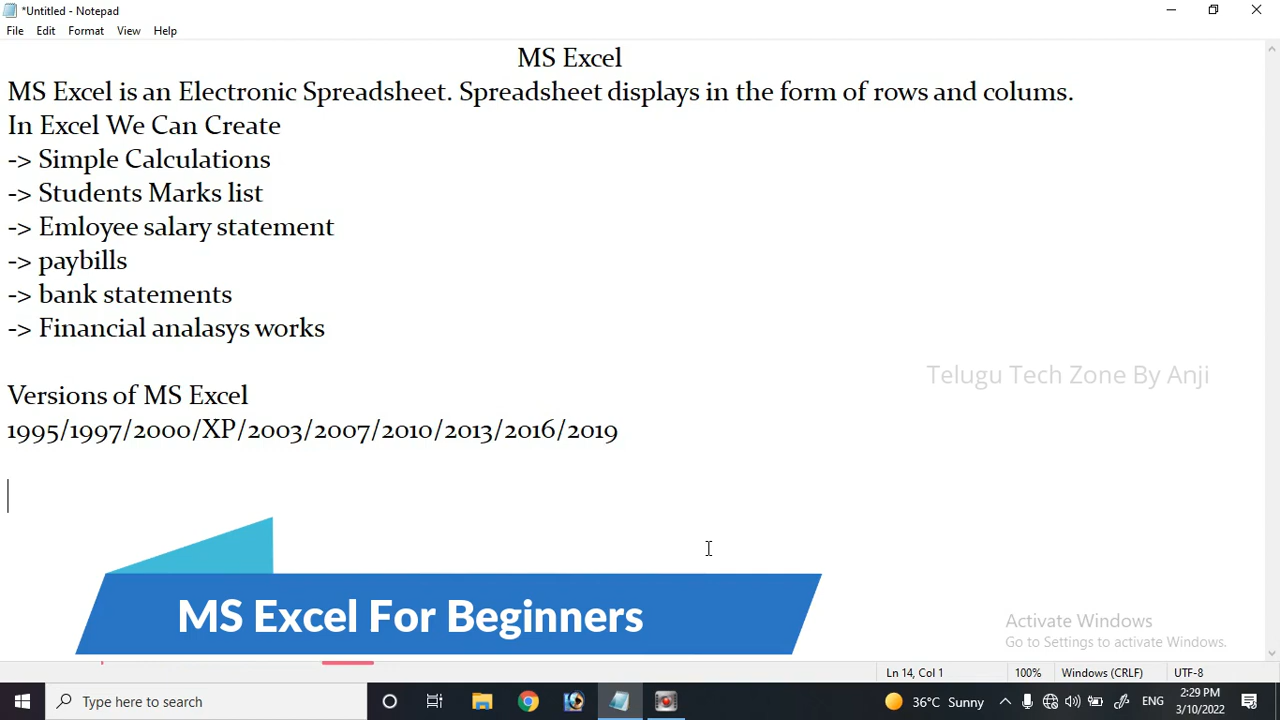 *Untitled - Notepad
File Edit Format View Help
MS Excel
MS Excel is an Electronic Spreadsheet. Spreadsheet displays in the form of rows and colums.
In Excel We Can Create
-> Simple Calculations
-> Students Marks list
-> Emloyee salary statement
-> paybills
-> bank statements
-> Financial analasys works
Telugu Tech Zone By Anji
Versions of MS Excel
1995/1997/2000/XP/2003/2007/2010/2013/2016/2019
MS Excel For Beginners
Activate Windows
Go to Settings to activate Windows.
Ln 14, Col 1 100% Windows (CRLF) UTF-8
Type here to search
36°C Sunny
ENG
2:29 PM
3/10/2022